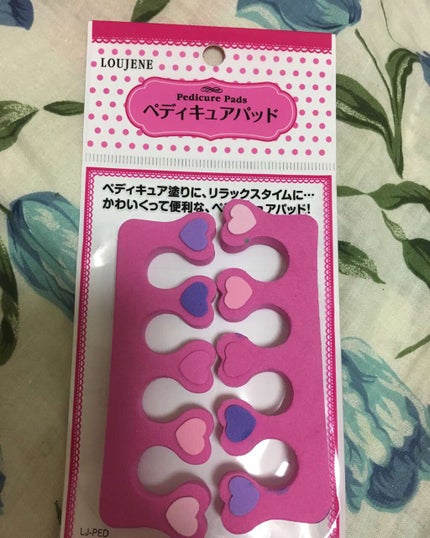 LOUJENE
Pedicure Pads
ペディキュアパッド
ペディキュア塗りに、リラックスタイムに…
かわいくって便利な、ペ ュアパッド!
LJ-PED